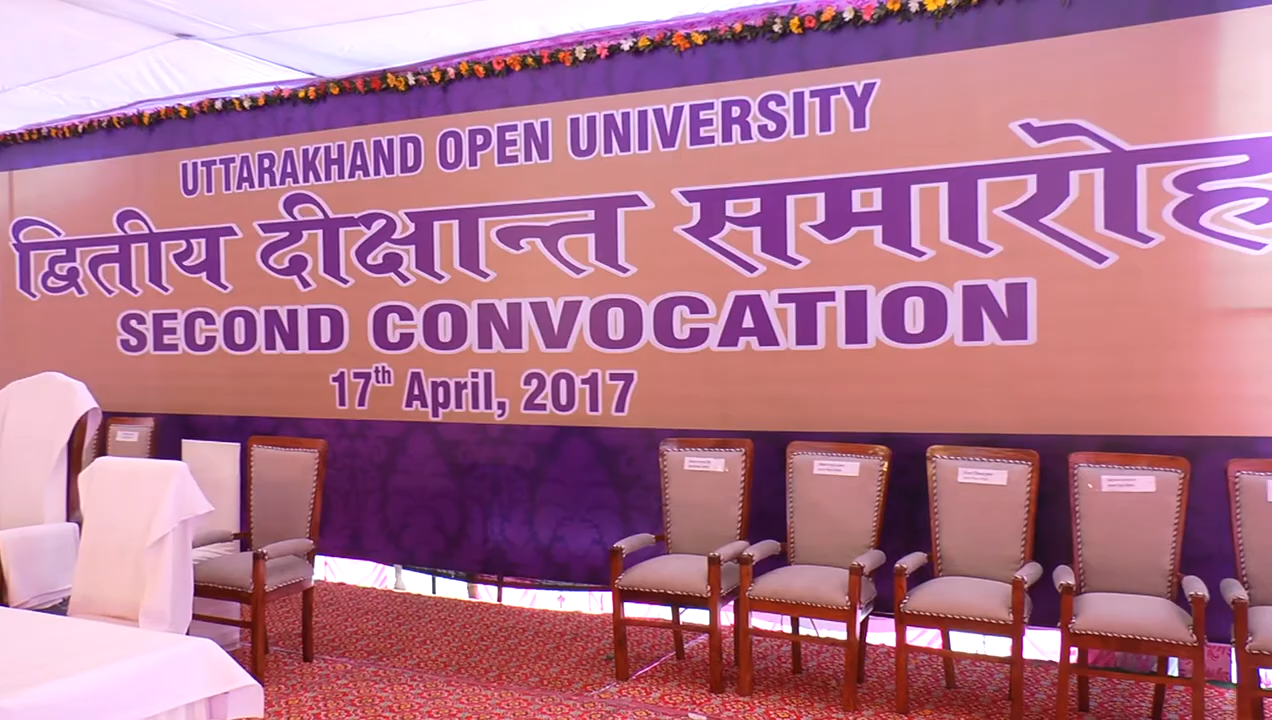 UTTARAKHAND OPEN UNIVERSITY
द्वितीय दीक्षान्त समारोह
SECOND CONVOCATION
17th April, 2017